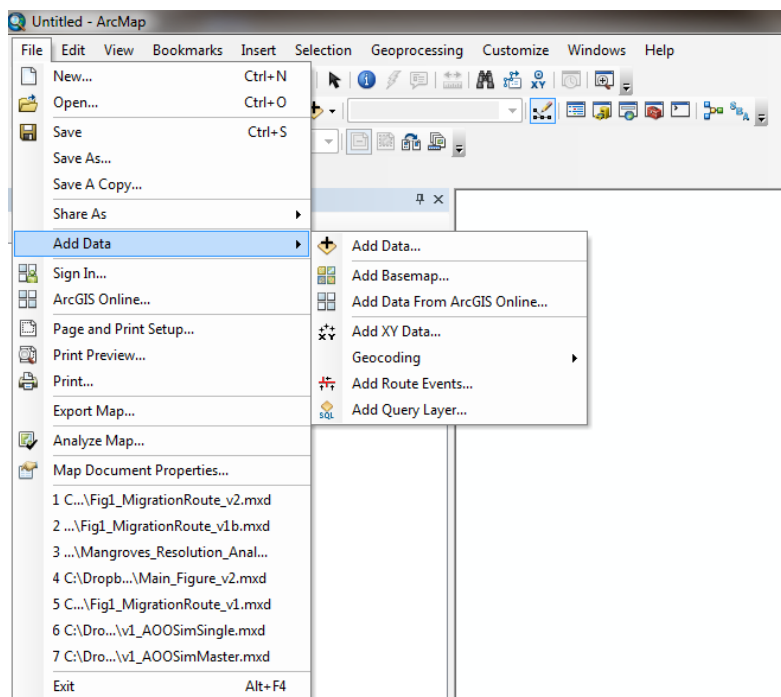 Untitled - ArcMap
File Edit View Bookmarks Insert Selection Geoprocessing Customize Windows Help
New... Ctrl+N
Open... Ctrl+O
Save Ctrl+S
Save As...
Save A Copy...
Share As
Add Data
Sign In...
ArcGIS Online...
Page and Print Setup...
Print Preview...
Print...
Export Map...
Analyze Map...
Map Document Properties...
1 C...\Fig1_MigrationRoute_v2.mxd
2 ...\Fig1_MigrationRoute_v1b.mxd
3 ...\Mangroves_Resolution_Anal...
4 C:\Dropb...\Main_Figure_v2.mxd
5 C...\Fig1_MigrationRoute_v1.mxd
6 C:\Dro...\v1_AOOSimSingle.mxd
7 C:\Dro...\v1_AOOSimMaster.mxd
Exit Alt+F4
Add Data...
Add Basemap...
Add Data From ArcGIS Online...
XY Add XY Data...
Geocoding
Add Route Events...
SQL Add Query Layer...
XY